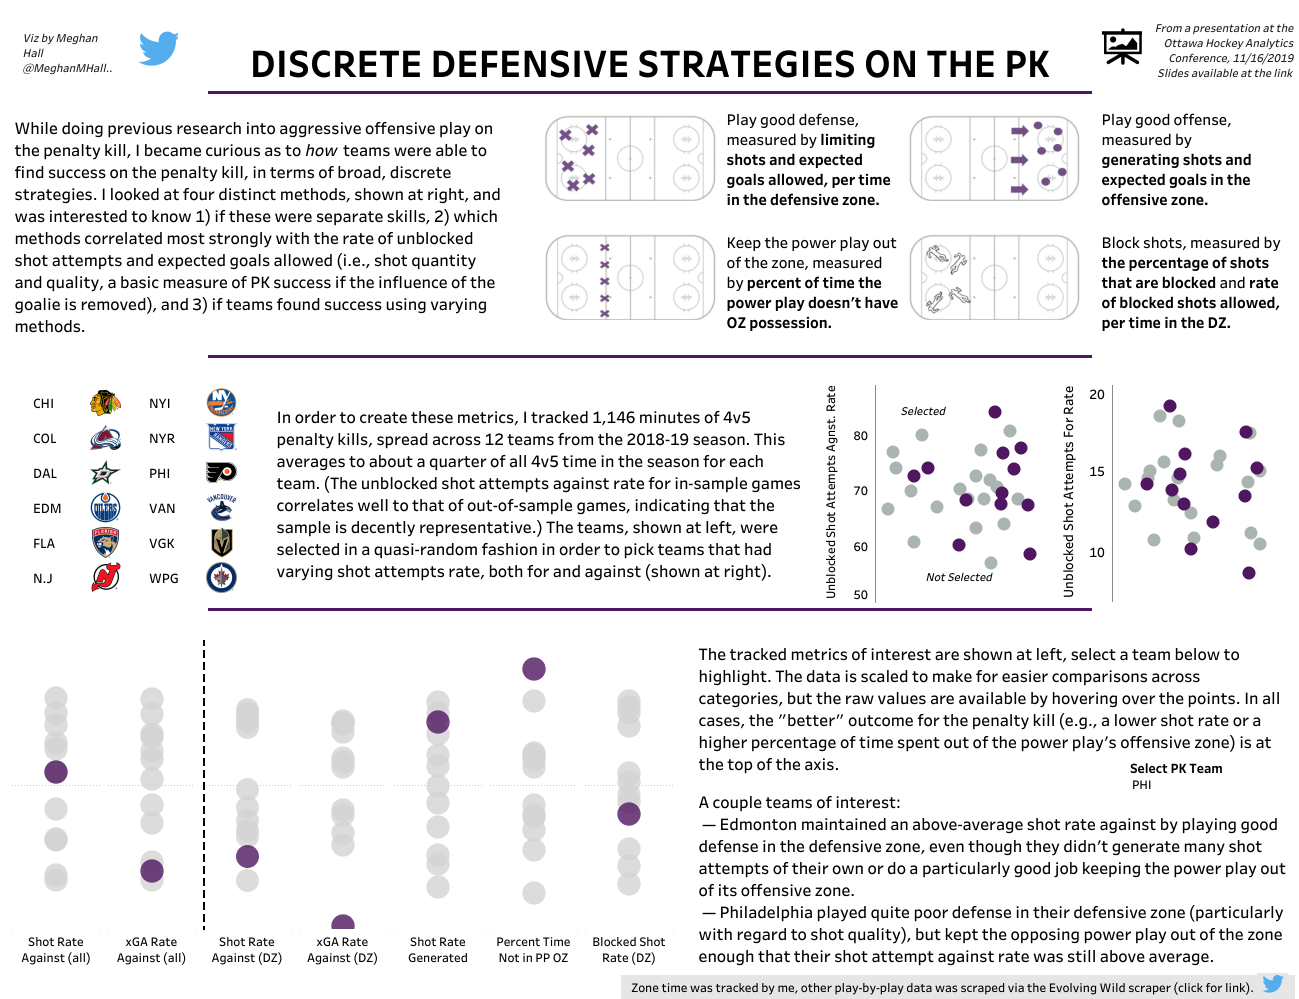 Viz by Meghan
Hall
@MeghanMHall..
DISCRETE DEFENSIVE STRATEGIES ON THE PK
From a presentation at the
Ottawa Hockey Analytics
Conference, 11/16/2019
Slides available at the link
While doing previous research into aggressive offensive play on
the penalty kill, I became curious as to how teams were able to
find success on the penalty kill, in terms of broad, discrete
strategies. I looked at four distinct methods, shown at right, and
was interested to know 1) if these were separate skills, 2) which
methods correlated most strongly with the rate of unblocked
shot attempts and expected goals allowed (i.e., shot quantity
and quality, a basic measure of PK success if the influence of the
goalie is removed), and 3) if teams found success using varying
methods.
Play good defense,
measured by limiting
shots and expected
goals allowed, per time
in the defensive zone.
Play good offense,
measured by
generating shots and
expected goals in the
offensive zone.
Keep the power play out
of the zone, measured
by percent of time the
power play doesn't have
OZ possession.
Block shots, measured by
the percentage of shots
that are blocked and rate
of blocked shots allowed,
per time in the DZ.
CHI
NYI
COL
NYR
DAL
PHI
EDM
VAN
VANCOUVER
FLA
FLORIDA
VGK
N.J
WPG
In order to create these metrics, I tracked 1,146 minutes of 4v5
penalty kills, spread across 12 teams from the 2018-19 season. This
averages to about a quarter of all 4v5 time in the season for each
team. (The unblocked shot attempts against rate for in-sample games
correlates well to that of out-of-sample games, indicating that the
sample is decently representative.) The teams, shown at left, were
selected in a quasi-random fashion in order to pick teams that had
varying shot attempts rate, both for and against (shown at right).
Unblocked Shot Attempts Agnst. Rate
80
70
60
50
Selected
Not Selected
Unblocked Shot Attempts For Rate
20
15
10
Shot Rate
Against (all)
xGA Rate
Against (all)
Shot Rate
Against (DZ)
xGA Rate
Against (DZ)
Shot Rate
Generated
Percent Time
Not in PP OZ
Blocked Shot
Rate (DZ)
The tracked metrics of interest are shown at left, select a team below to
highlight. The data is scaled to make for easier comparisons across
categories, but the raw values are available by hovering over the points. In all
cases, the "better" outcome for the penalty kill (e.g., a lower shot rate or a
higher percentage of time spent out of the power play's offensive zone) is at
the top of the axis.
Select PK Team
PHI
A couple teams of interest:
— Edmonton maintained an above-average shot rate against by playing good
defense in the defensive zone, even though they didn't generate many shot
attempts of their own or do a particularly good job keeping the power play out
of its offensive zone.
— Philadelphia played quite poor defense in their defensive zone (particularly
with regard to shot quality), but kept the opposing power play out of the zone
enough that their shot attempt against rate was still above average.
Zone time was tracked by me, other play-by-play data was scraped via the Evolving Wild scraper (click for link).